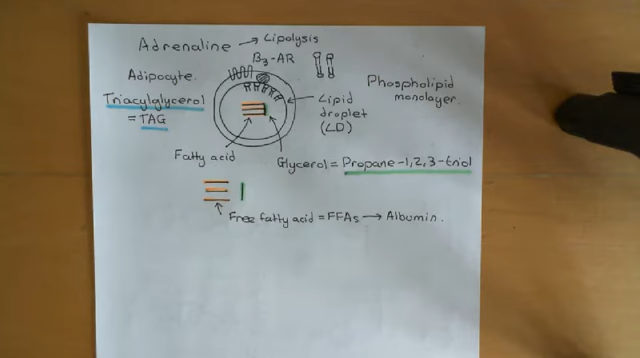 Adrenaline → Lipolysis
β3-AR
Adipocyte.
Triacylglycerol
= TAG
Phospholipid
monolayer.
Lipid
droplet
(LD)
Fatty acid
Glycerol = Propane-1,2,3-triol
Free fatty acid = FFAs → Albumin.